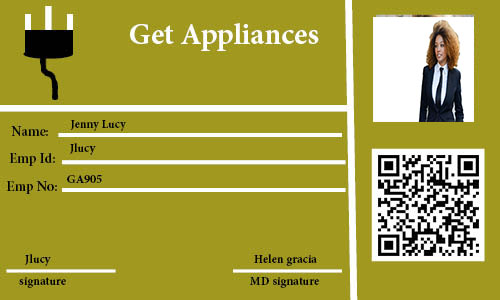 Get Appliances
Name: Jenny Lucy
Emp Id: Jlucy
Emp No: GA905
Jlucy Helen gracia
signature MD signature